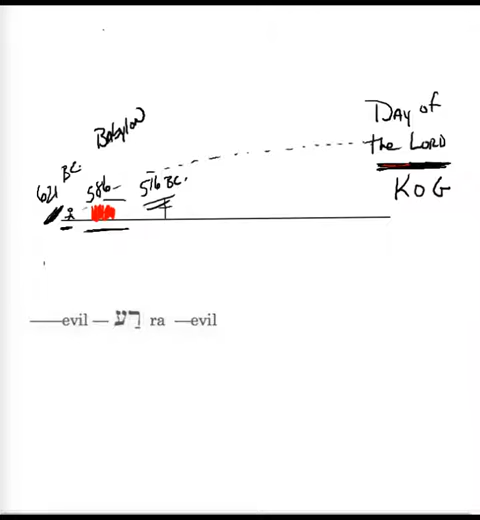 Babylon
Day of
the Lord
621 BC.
586-
516 BC.
KOG
——evil — רַע ra —evil